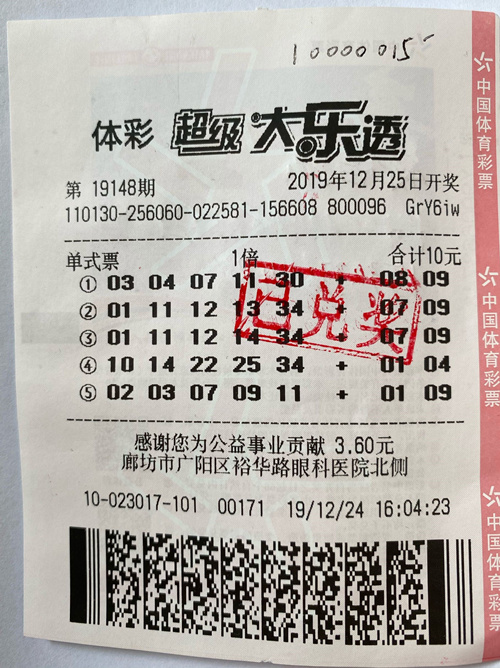 10000015
体彩 超级大乐透
第 19148期 2019年12月25日开奖
110130-256060-022581-156608 800096 GrY6iw
单式票 1倍 合计10元
① 03 04 07 11 30 + 08 09
② 01 11 12 13 34 + 07 09
③ 01 11 12 14 34 + 07 09
④ 10 14 22 25 34 + 01 04
⑤ 02 03 07 09 11 + 01 09
已兑奖
感谢您为公益事业贡献 3.60元
廊坊市广阳区裕华路眼科医院北侧
10-023017-101 00171 19/12/24 16:04:23
中国体育彩票
中国体育彩票
中国体育彩票